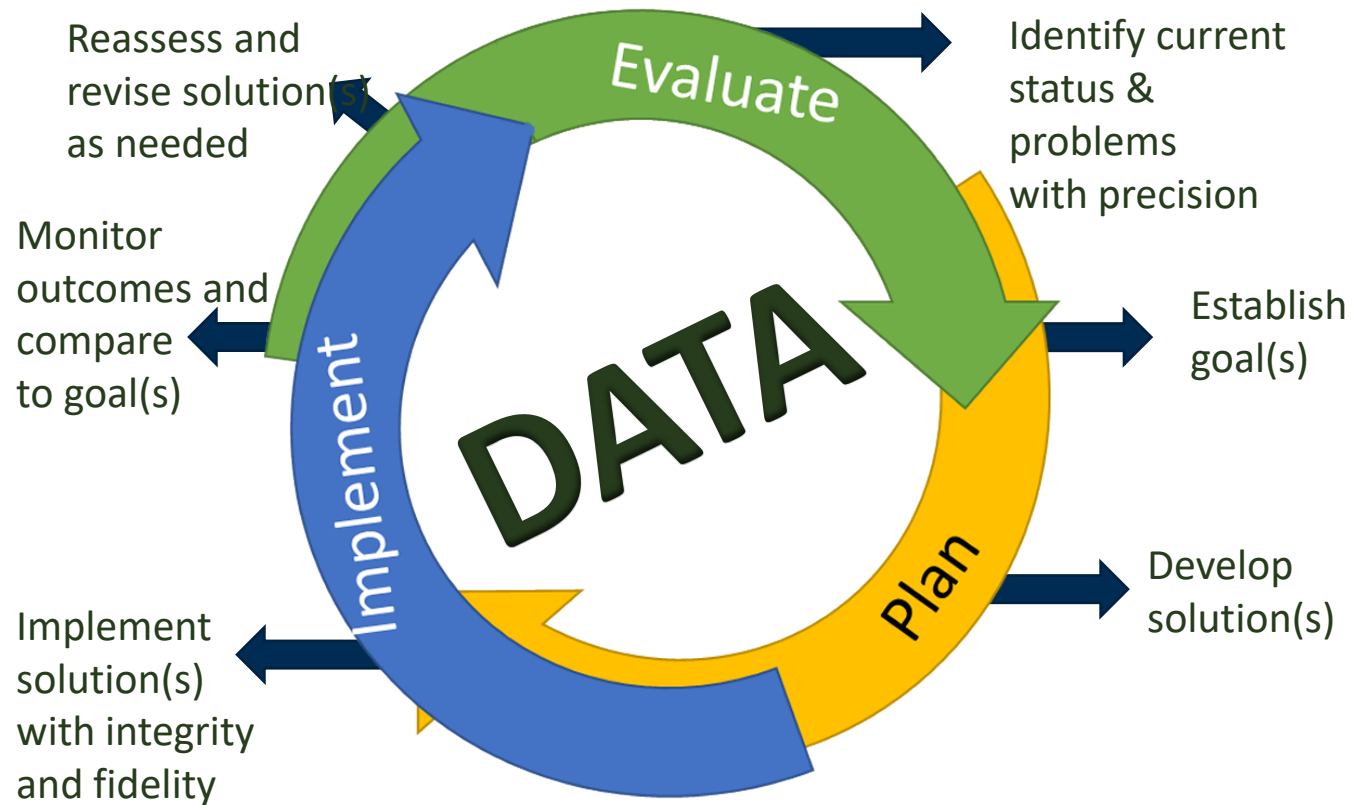 Reassess and
revise solution(s)
as needed
Evaluate
Identify current
status &
problems
with precision
Monitor
outcomes and
compare
to goal(s)
Implement
DATA
Establish
goal(s)
Plan
Develop
solution(s)
Implement
solution(s)
with integrity
and fidelity